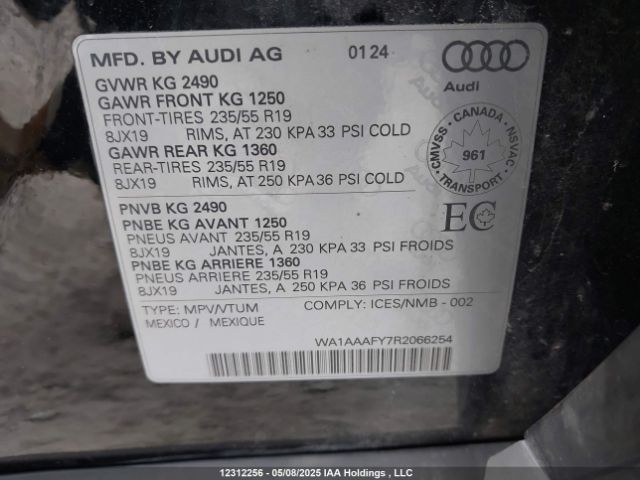 MFD. BY AUDI AG 01 24
Audi
GVWR KG 2490
GAWR FRONT KG 1250
FRONT-TIRES 235/55 R19
8JX19 RIMS, AT 230 KPA 33 PSI COLD
GAWR REAR KG 1360
REAR-TIRES 235/55 R19
8JX19 RIMS, AT 250 KPA 36 PSI COLD
CANADA
CMVSS
NSVAC
961
TRANSPORT
PNVB KG 2490
PNBE KG AVANT 1250
PNEUS AVANT 235/55 R19
8JX19 JANTES, A 230 KPA 33 PSI FROIDS
PNBE KG ARRIERE 1360
PNEUS ARRIERE 235/55 R19
8JX19 JANTES, A 250 KPA 36 PSI FROIDS
EC
TYPE: MPV/VTUM COMPLY: ICES/NMB - 002
MEXICO / MEXIQUE
WA1AAAFY7R2066254
12312256 - 05/08/2025 IAA Holdings , LLC